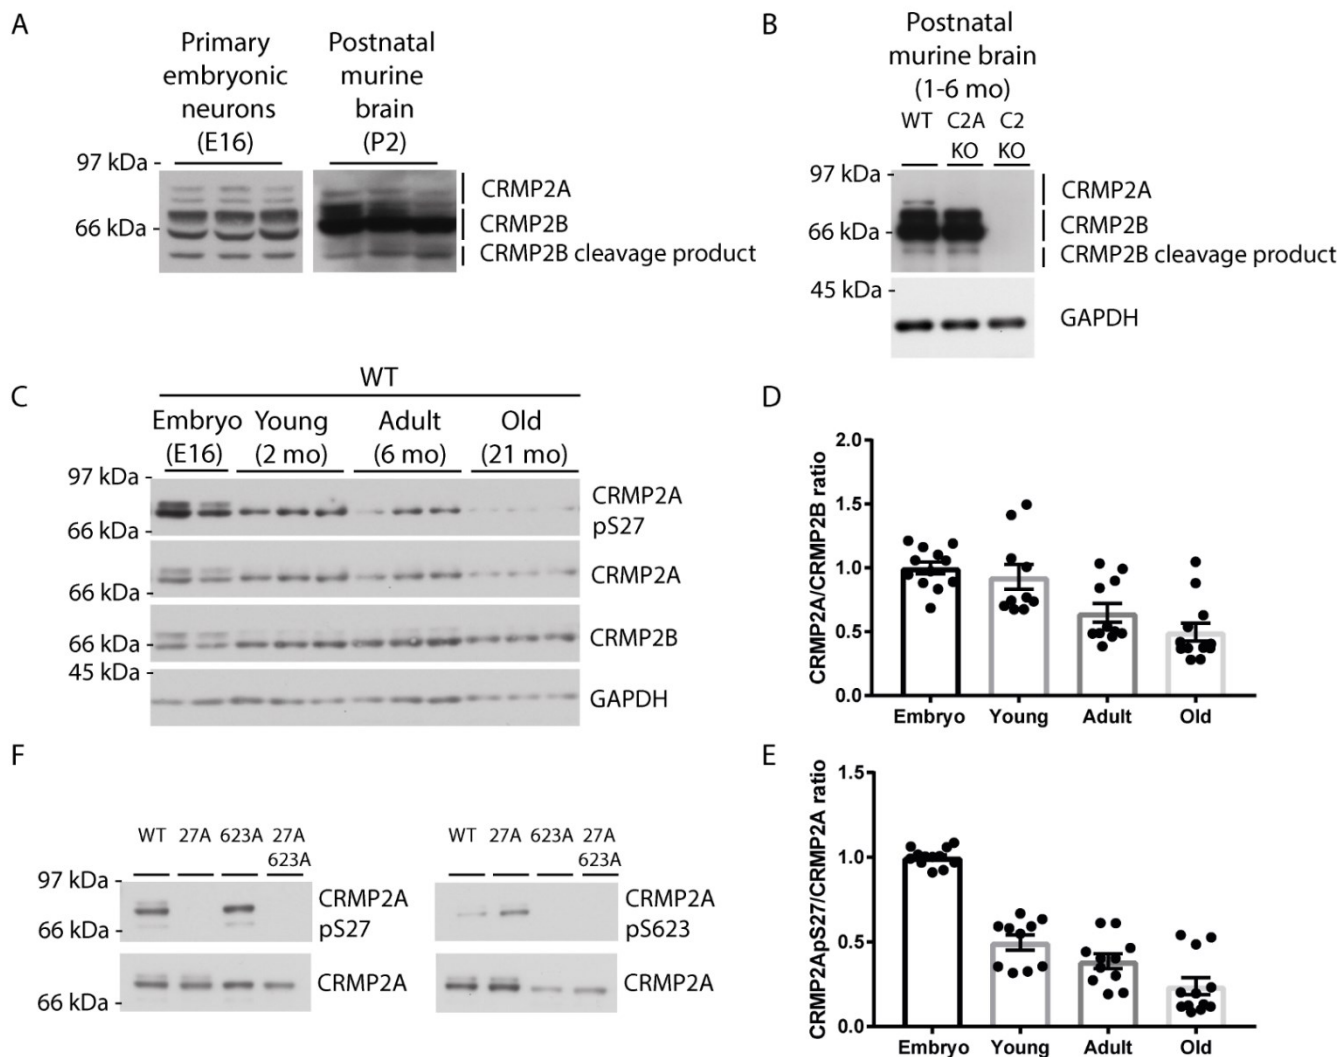 A
Primary
embryonic
neurons
(E16)
Postnatal
murine
brain
(P2)
97 kDa -
66 kDa -
CRMP2A
CRMP2B
CRMP2B cleavage product
B
Postnatal
murine brain
(1-6 mo)
WT C2A KO C2 KO
97 kDa -
66 kDa -
45 kDa -
CRMP2A
CRMP2B
CRMP2B cleavage product
GAPDH
C
WT
Embryo Young Adult Old
(E16) (2 mo) (6 mo) (21 mo)
97 kDa -
66 kDa -
CRMP2A
pS27
66 kDa -
CRMP2A
66 kDa -
CRMP2B
45 kDa -
GAPDH
D
CRMP2A/CRMP2B ratio
2.0
1.5
1.0
0.5
0.0
Embryo Young Adult Old
F
WT 27A 623A 27A 623A
97 kDa -
66 kDa -
CRMP2A
pS27
66 kDa -
CRMP2A
WT 27A 623A 27A 623A
CRMP2A
pS623
CRMP2A
E
CRMP2ApS27/CRMP2A ratio
1.5
1.0
0.5
0.0
Embryo Young Adult Old